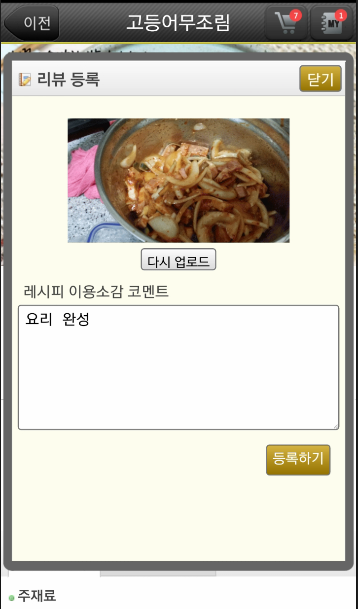 이전
고등어무조림
7
MY
1
리뷰 등록
닫기
다시 업로드
레시피 이용소감 코멘트
요리 완성
등록하기
주재료